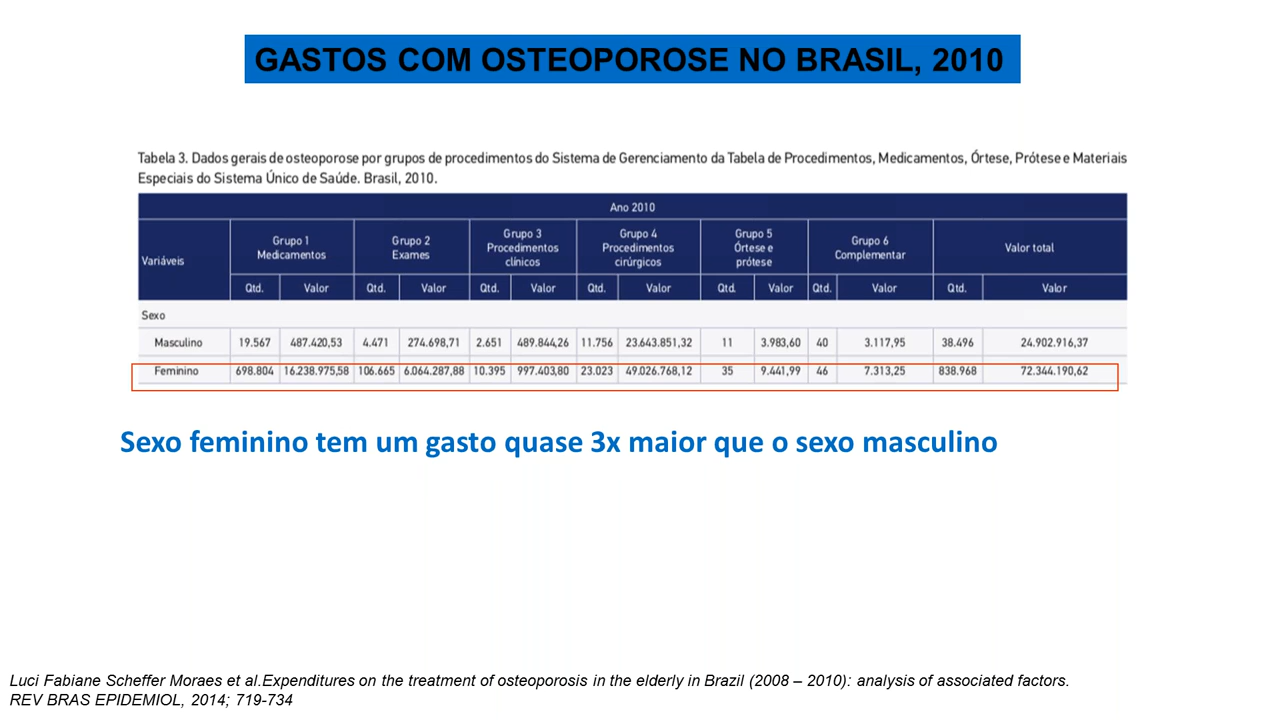 GASTOS COM OSTEOPOROSE NO BRASIL, 2010
Tabela 3. Dados gerais de osteoporose por grupos de procedimentos do Sistema de Gerenciamento da Tabela de Procedimentos, Medicamentos, Órtese, Prótese e Materiais
Especiais do Sistema Único de Saúde. Brasil, 2010.
Ano 2010
Variáveis
Grupo 1
Medicamentos
Grupo 2
Exames
Grupo 3
Procedimentos
clínicos
Grupo 4
Procedimentos
cirúrgicos
Grupo 5
Órtese e
prótese
Grupo 6
Complementar
Valor total
Qtd. Valor Qtd. Valor Qtd. Valor Qtd. Valor Qtd. Valor Qtd. Valor Qtd. Valor
Sexo
Masculino 19.567 487.420,53 4.471 274.698,71 2.651 489.844,26 11.756 23.643.851,32 11 3.983,60 40 3.117,95 38.496 24.902.916,37
Feminino 698.804 16.238.975,58 106.665 6.064.287,88 10.395 997.403,80 23.023 49.026.768,12 35 9.441,99 46 7.313,25 838.968 72.344.190,62
Sexo feminino tem um gasto quase 3x maior que o sexo masculino
Luci Fabiane Scheffer Moraes et al.Expenditures on the treatment of osteoporosis in the elderly in Brazil (2008 – 2010): analysis of associated factors.
REV BRAS EPIDEMIOL, 2014; 719-734